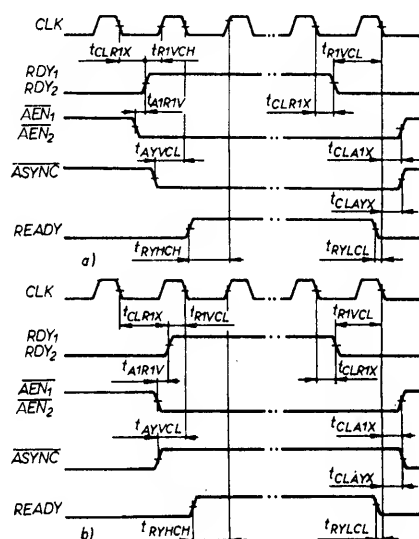 CLK
tCLR1X tR1VCH tR1VCL
RDY1
RDY2
tA1R1V tCLR1X
AEN1
AEN2
tAYVCL tCLA1X
ASYNC
tCLAYX
READY
a) tRYHCH tRYLCL
CLK
tCLR1X tR1VCL tR1VCL
RDY1
RDY2
tA1R1V tCLR1X
AEN1
AEN2
tAYVCL tCLA1X
ASYNC
tCLAYX
READY
b) tRYHCH tRYLCL